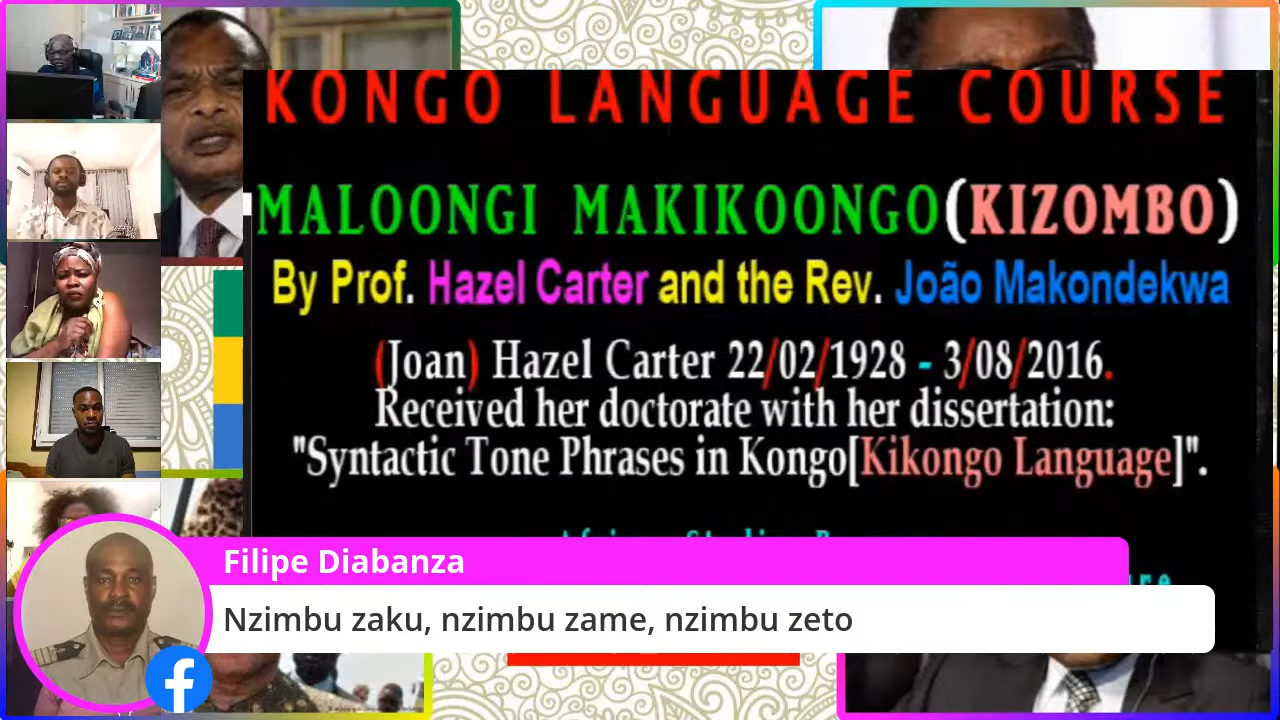 KONGO LANGUAGE COURSE
MALOONGI MAKIKOONGO(KIZOMBO)
By Prof. Hazel Carter and the Rev. João Makondekwa
(Joan) Hazel Carter 22/02/1928 - 3/08/2016.
Received her doctorate with her dissertation:
"Syntactic Tone Phrases in Kongo[Kikongo Language]".
Filipe Diabanza
Nzimbu zaku, nzimbu zame, nzimbu zeto